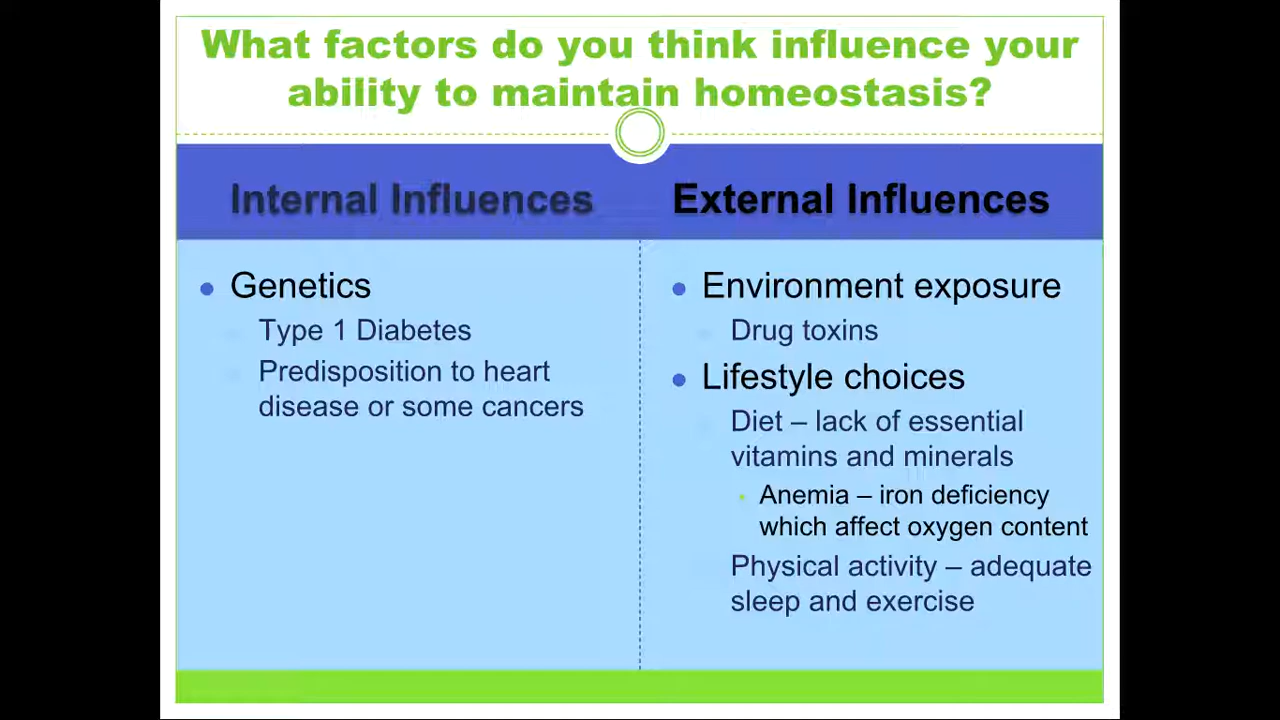 What factors do you think influence your
ability to maintain homeostasis?
Internal Influences
Genetics
Type 1 Diabetes
Predisposition to heart
disease or some cancers
External Influences
Environment exposure
Drug toxins
Lifestyle choices
Diet – lack of essential
vitamins and minerals
Anemia – iron deficiency
which affect oxygen content
Physical activity – adequate
sleep and exercise